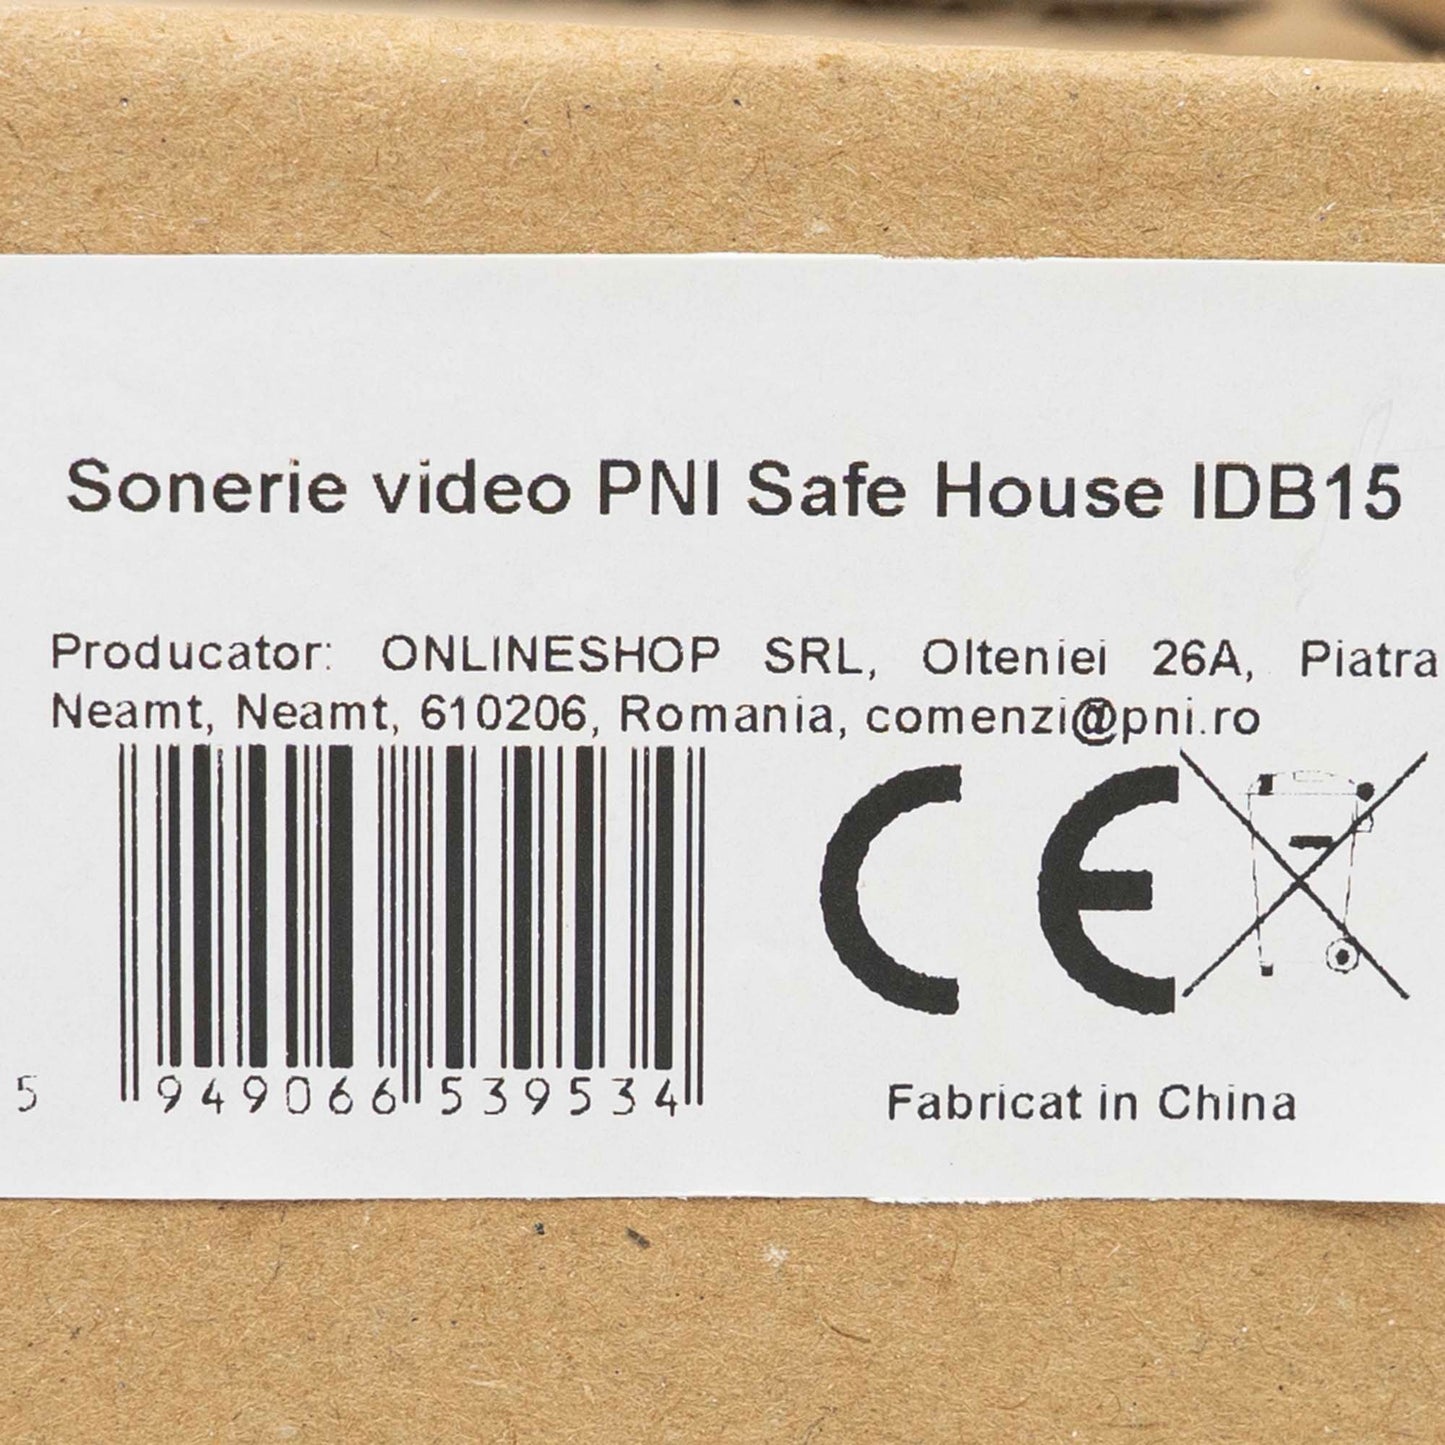 Sonerie video PNI Safe House IDB15
Producator: ONLINESHOP SRL, Olteniei 26A, Piatra
Neamt, Neamt, 610206, Romania, comenzi@pni.ro
CE
5 949066 539534
Fabricat in China